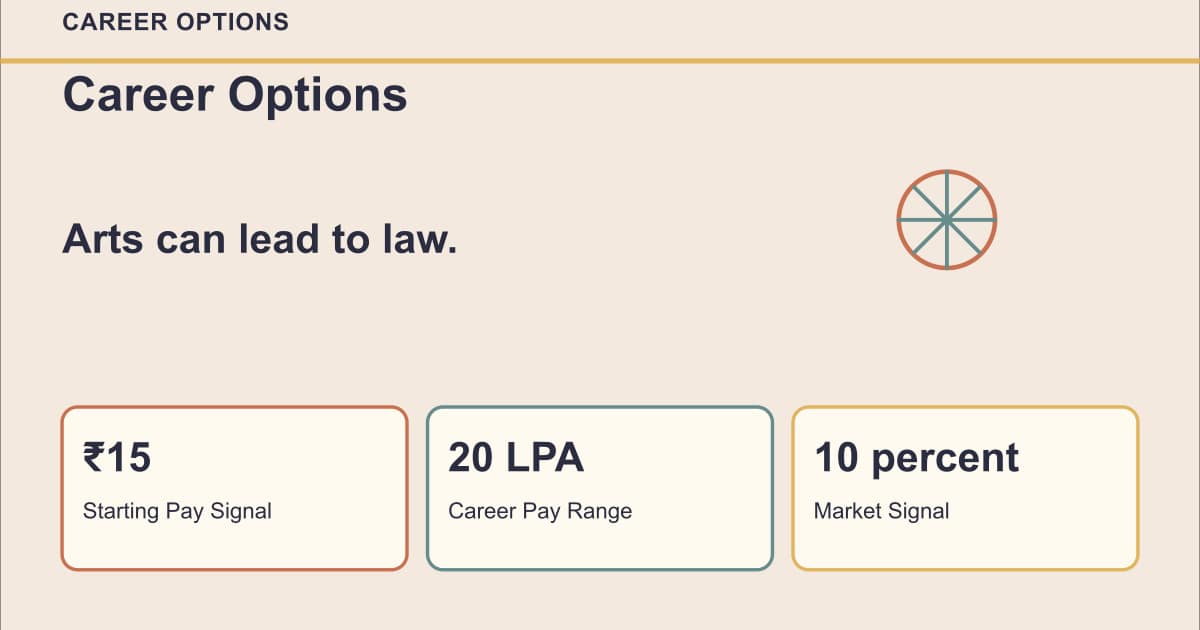 CAREER OPTIONS
Career Options
Arts can lead to law.
₹15
Starting Pay Signal
20 LPA
Career Pay Range
10 percent
Market Signal